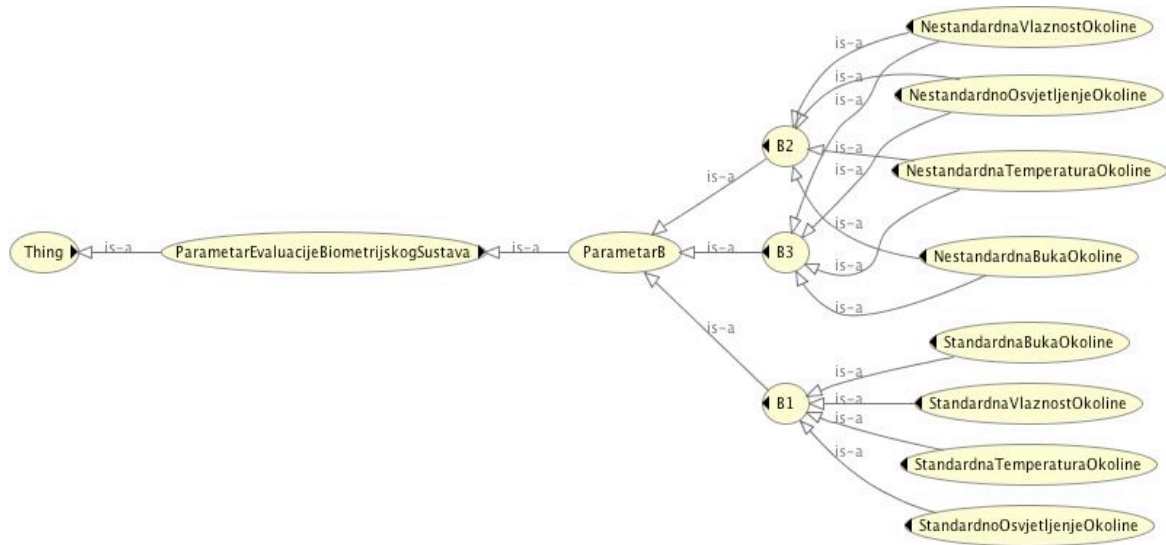 NestandardnaVlaznostOkoline
is-a
is-a
NestandardnoOsvjetljenjeOkoline
is-a
B2
is-a
is-a
NestandardnaTemperaturaOkoline
is-a
Thing
is-a
ParametarEvaluacijeBiometrijskogSustava
is-a
ParametarB
is-a
B3
is-a
NestandardnaBukaOkoline
is-a
is-a
is-a
StandardnaBukaOkoline
is-a
B1
is-a
StandardnaVlaznostOkoline
is-a
is-a
StandardnaTemperaturaOkoline
StandardnoOsvjetljenjeOkoline